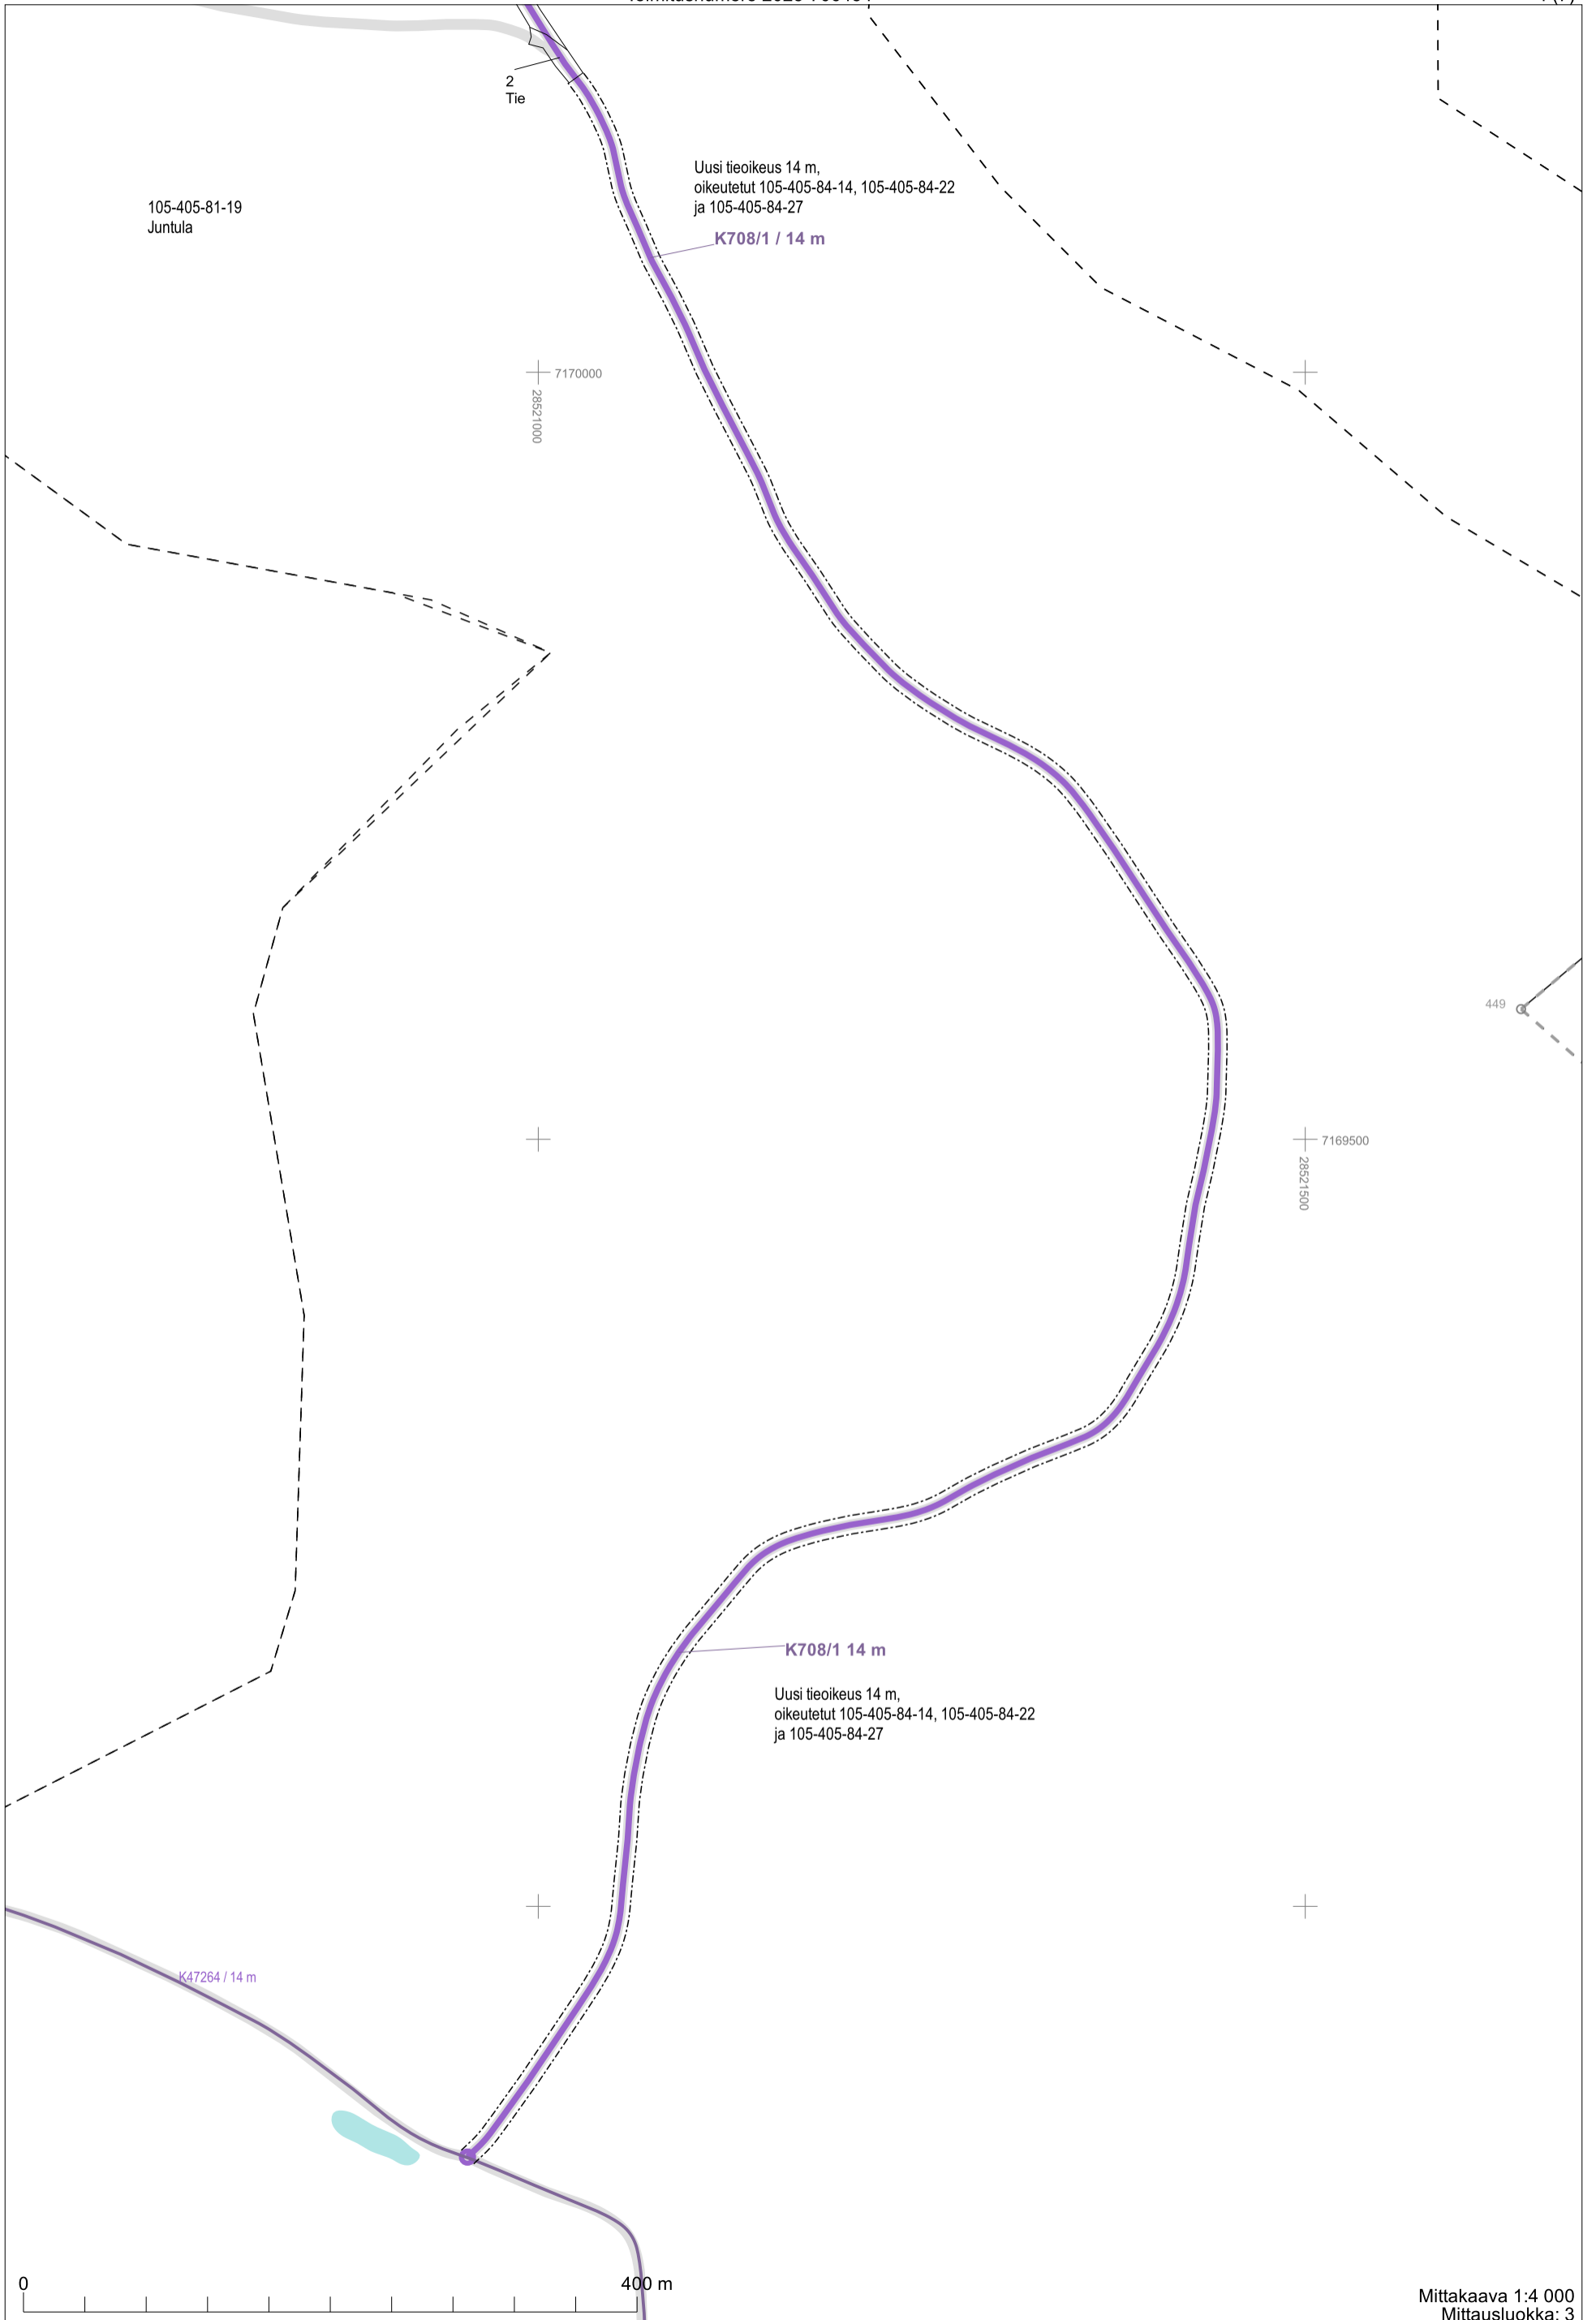 2
Tie
Uusi tieoikeus 14 m,
oikeutetut 105-405-84-14, 105-405-84-22
ja 105-405-84-27
105-405-81-19
Juntula
K708/1 / 14 m
7170000
28521000
449
7169500
28521500
K708/1 14 m
Uusi tieoikeus 14 m,
oikeutetut 105-405-84-14, 105-405-84-22
ja 105-405-84-27
K47264 / 14 m
0
400 m
Mittakaava 1:4 000
Mittausluokka: 3